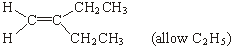 H CH₂CH₃
C=C
H CH₂CH₃ (allow C₂H₅)